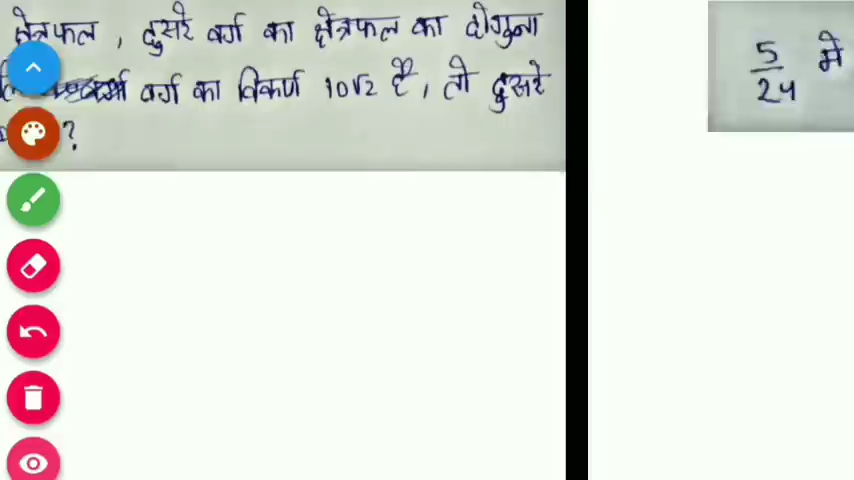 क्षेत्रफल , दुसरे वर्ग का क्षेत्रफल का दोगुना
वर्ग का विकर्ण 10√2 है, तो दुसरे
?
5/24 मे